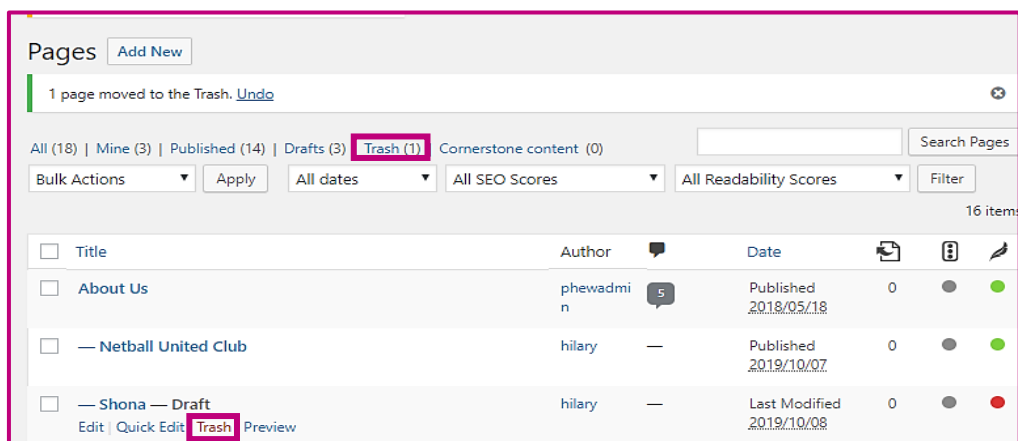 Pages Add New
1 page moved to the Trash. Undo
All (18) | Mine (3) | Published (14) | Drafts (3) Trash (1) Cornerstone content (0) Search Pages
Bulk Actions Apply All dates All SEO Scores All Readability Scores Filter
16 items
Title Author Date
About Us phewadmi 5 Published 0
n 2018/05/18
— Netball United Club hilary — Published 0
2019/10/07
— Shona — Draft hilary — Last Modified 0
Edit | Quick Edit Trash Preview 2019/10/08